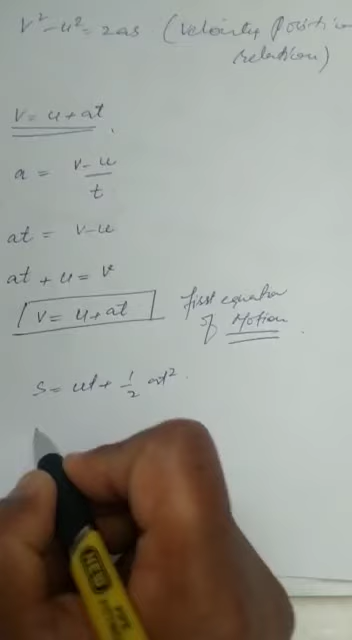 v² - u² = 2as (Velocity Position
relation)
v = u + at
a = v - u / t
at = v - u
at + u = v
v = u + at
first equation
of Motion
s = ut + 1/2 at²